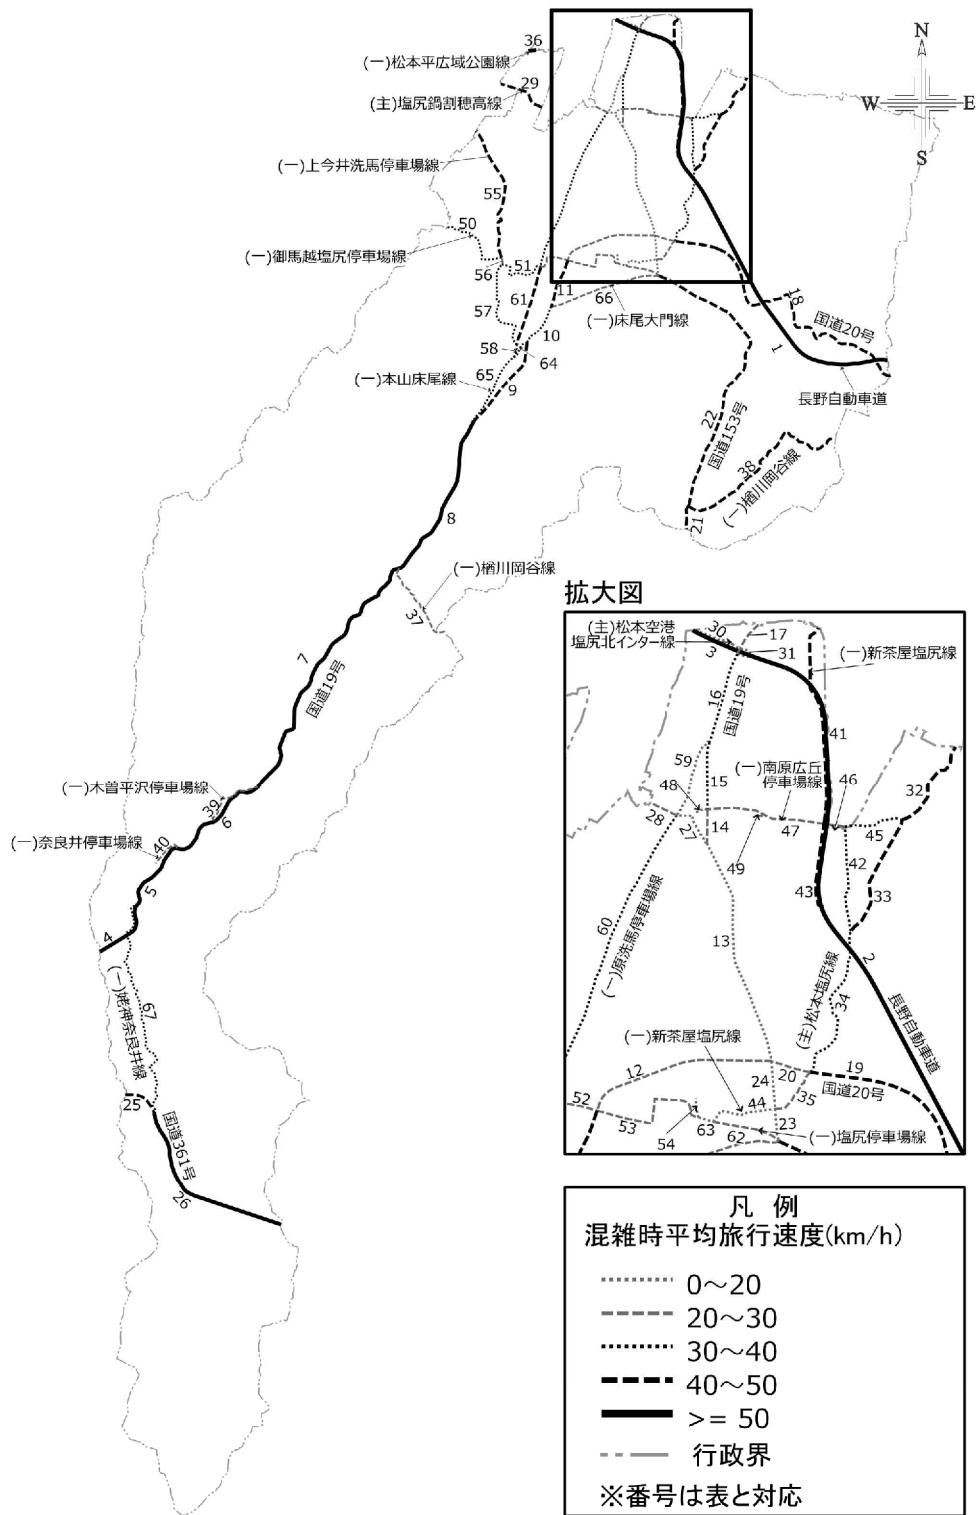 N
W
E
S
36
(一)松本平広域公園線
29
(主)塩尻鍋割穂高線
(一)上今井洗馬停車場線
55
50
(一)御馬越塩尻停車場線
56
51
61
11
66
(一)床尾大門線
57
10
58
64
(一)本山床尾線
65
9
18
国道20号
1
長野自動車道
22
国道153号
38
(一)楢川岡谷線
21
8
(一)楢川岡谷線
37
7
国道19号
(一)木曽平沢停車場線
39
6
(一)奈良井停車場線
40
5
4
(一)姥神奈良井線
67
25
国道361号
26
拡大図
(主)松本空港
塩尻北インター線
30
17
3
31
(一)新茶屋塩尻線
16
国道19号
41
59
15
(一)南原広丘
停車場線
46
32
48
28
27
14
49
47
45
42
43
33
60
(一)原洗馬停車場線
13
2
(主)松本塩尻線
34
長野自動車道
(一)新茶屋塩尻線
12
24
20
19
国道20号
52
44
35
53
54
63
62
23
(一)塩尻停車場線
凡 例
混雑時平均旅行速度(km/h)
0～20
20～30
30～40
40～50
>= 50
行政界
※番号は表と対応